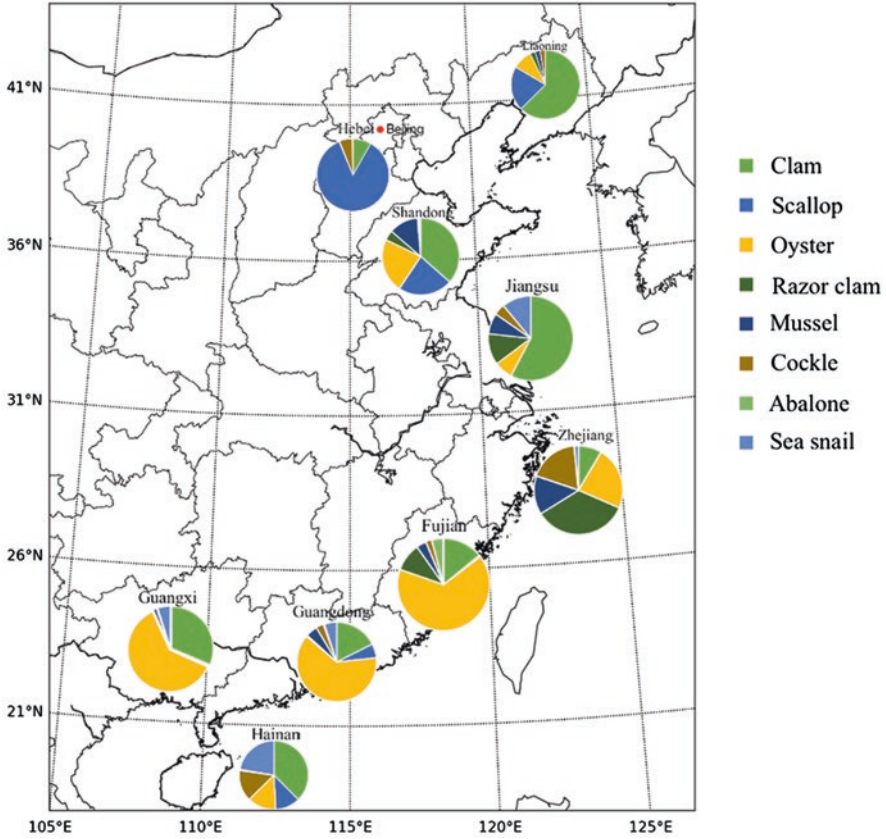 Liaoning
41°N
Hebei Beijing
Shandong
36°N
Jiangsu
31°N
Zhejiang
Fujian
26°N
Guangxi
Guangdong
21°N
Hainan
105°E 110°E 115°E 120°E 125°E
Clam
Scallop
Oyster
Razor clam
Mussel
Cockle
Abalone
Sea snail